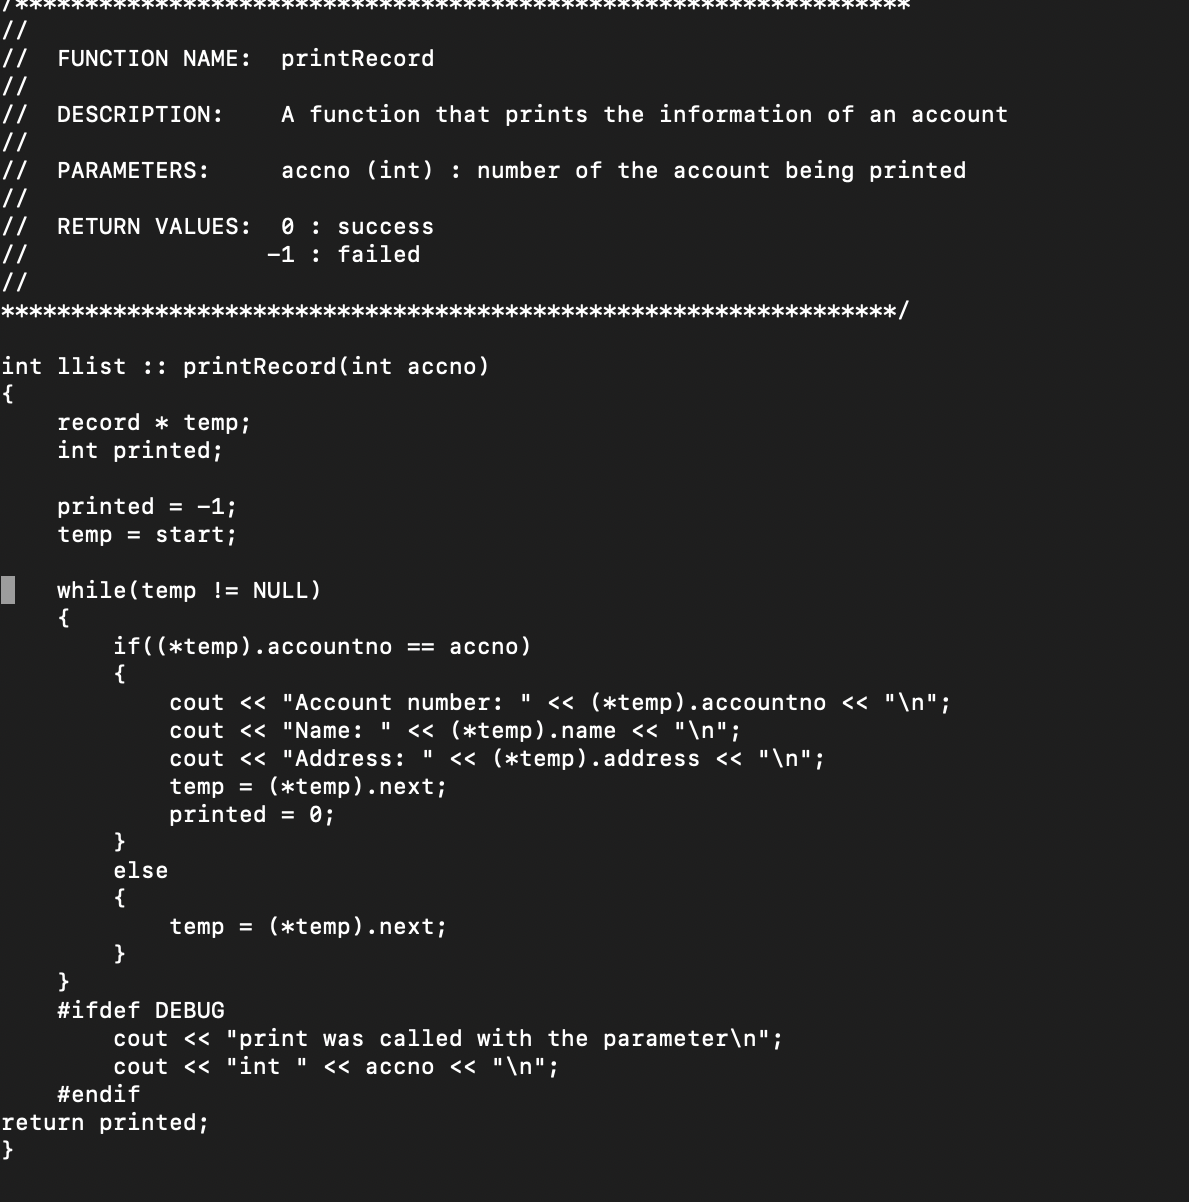 /****************************************************************
//
//  FUNCTION NAME:  printRecord
//
//  DESCRIPTION:    A function that prints the information of an account
//
//  PARAMETERS:     accno (int) : number of the account being printed
//
//  RETURN VALUES:  0 : success
//                 -1 : failed
//
****************************************************************/

int llist :: printRecord(int accno)
{
    record * temp;
    int printed;

    printed = -1;
    temp = start;

    while(temp != NULL)
    {
        if((*temp).accountno == accno)
        {
            cout << "Account number: " << (*temp).accountno << "\n";
            cout << "Name: " << (*temp).name << "\n";
            cout << "Address: " << (*temp).address << "\n";
            temp = (*temp).next;
            printed = 0;
        }
        else
        {
            temp = (*temp).next;
        }
    }
    #ifdef DEBUG
        cout << "print was called with the parameter\n";
        cout << "int " << accno << "\n";
    #endif
return printed;
}